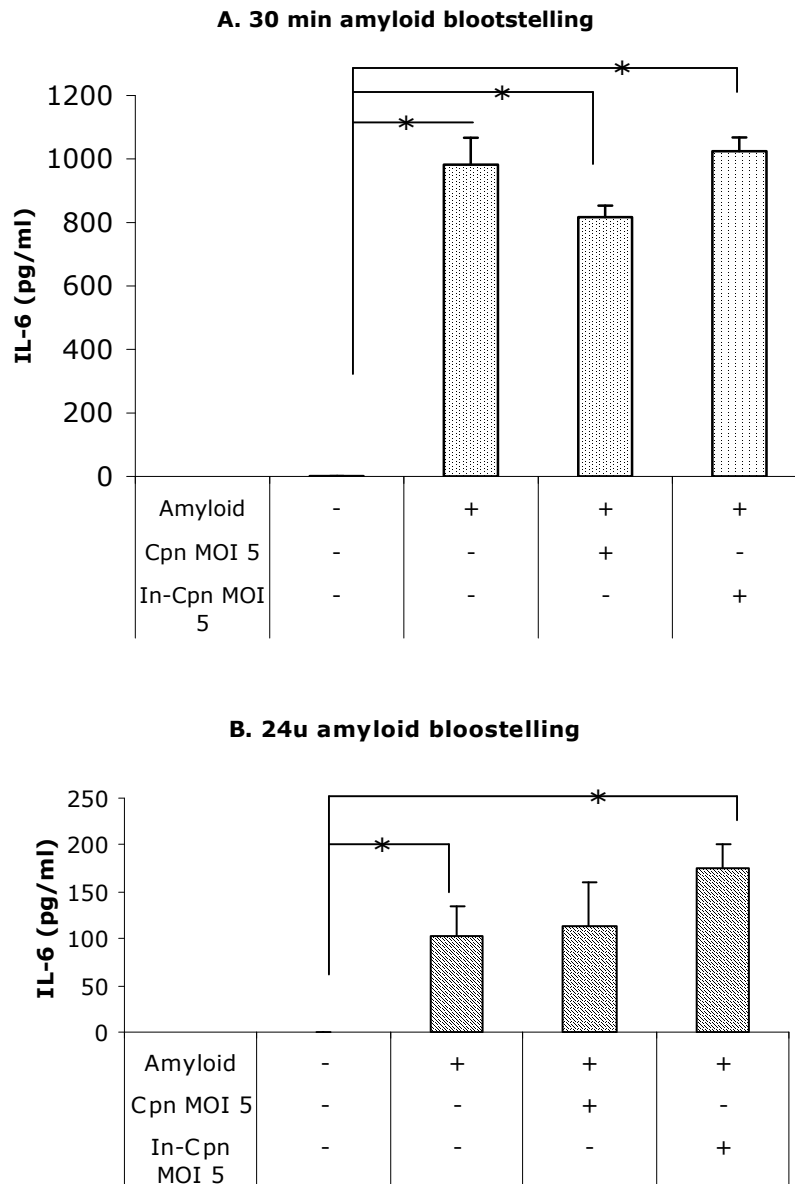 A. 30 min amyloid blootstelling
*
*
*
1200
1000
800
600
400
200
0
IL-6 (pg/ml)
Amyloid - + + +
Cpn MOI 5 - - + -
In-Cpn MOI
5 - - - +
B. 24u amyloid bloostelling
*
*
250
200
150
100
50
0
IL-6 (pg/ml)
Amyloid - + + +
Cpn MOI 5 - - + -
In-Cpn
MOI 5 - - - +